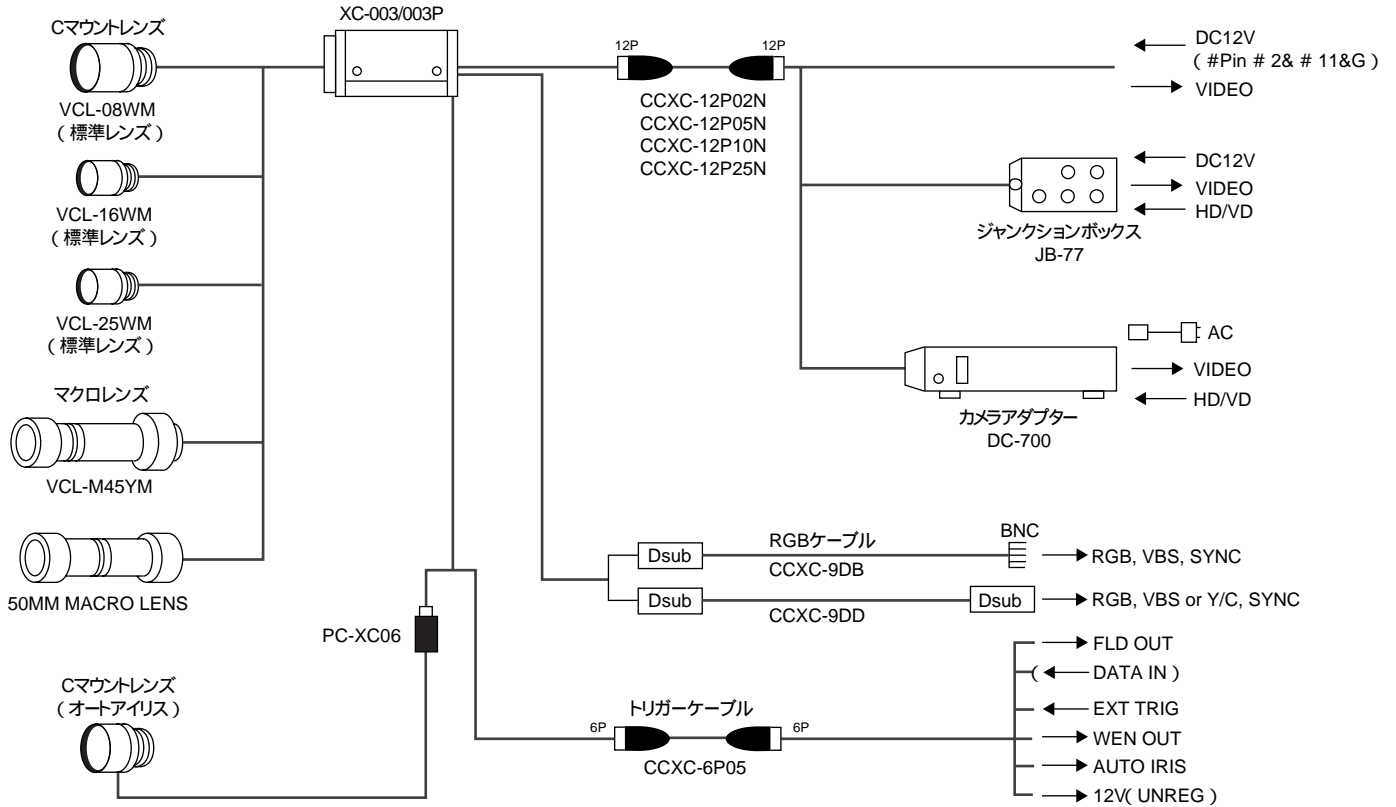 XC-003/003P
Cマウントレンズ
VCL-08WM
( 標準レンズ )
VCL-16WM
( 標準レンズ )
VCL-25WM
( 標準レンズ )
マクロレンズ
VCL-M45YM
50MM MACRO LENS
Cマウントレンズ
( オートアイリス )
PC-XC06
12P
12P
CCXC-12P02N
CCXC-12P05N
CCXC-12P10N
CCXC-12P25N
DC12V
( #Pin # 2& # 11&G )
VIDEO
DC12V
VIDEO
HD/VD
ジャンクションボックス
JB-77
AC
VIDEO
HD/VD
カメラアダプター
DC-700
Dsub
RGBケーブル
CCXC-9DB
BNC
RGB, VBS, SYNC
Dsub
CCXC-9DD
Dsub
RGB, VBS or Y/C, SYNC
トリガーケーブル
6P
6P
CCXC-6P05
FLD OUT
( DATA IN )
EXT TRIG
WEN OUT
AUTO IRIS
12V( UNREG )